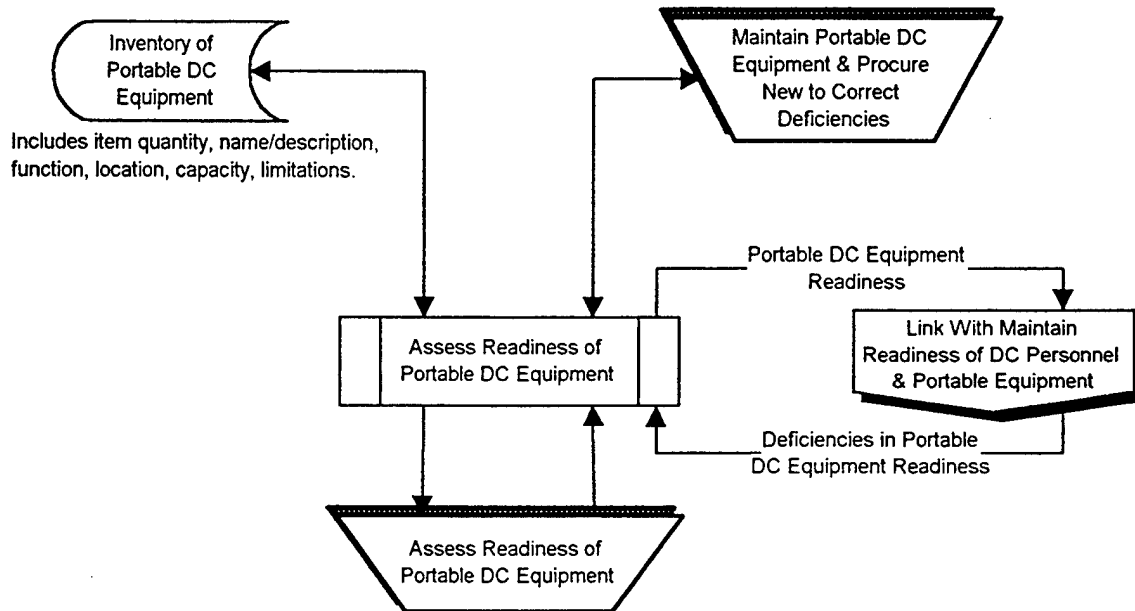 Inventory of
Portable DC
Equipment
Includes item quantity, name/description,
function, location, capacity, limitations.
Maintain Portable DC
Equipment & Procure
New to Correct
Deficiencies
Portable DC Equipment
Readiness
Assess Readiness of
Portable DC Equipment
Link With Maintain
Readiness of DC Personnel
& Portable Equipment
Deficiencies in Portable
DC Equipment Readiness
Assess Readiness of
Portable DC Equipment